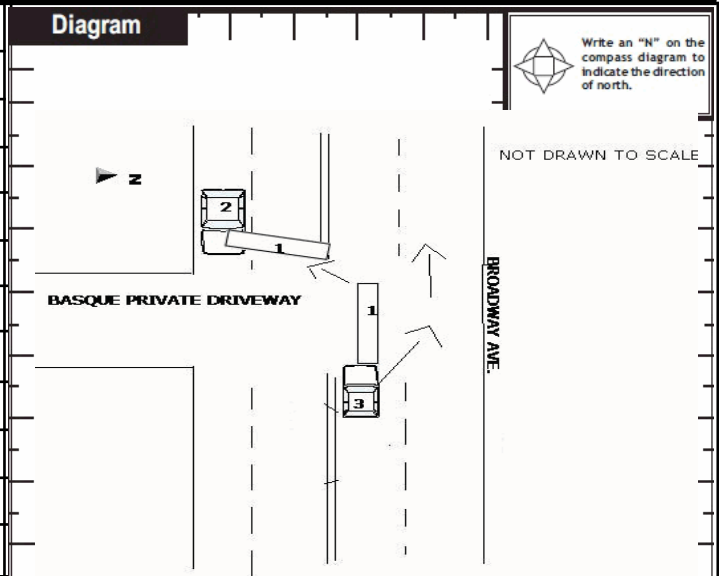 Diagram
Write an “N” on the
compass diagram to
indicate the direction
of north.
NOT DRAWN TO SCALE
N
2
1
BASQUE PRIVATE DRIVEWAY
1
BROADWAY AVE.
3